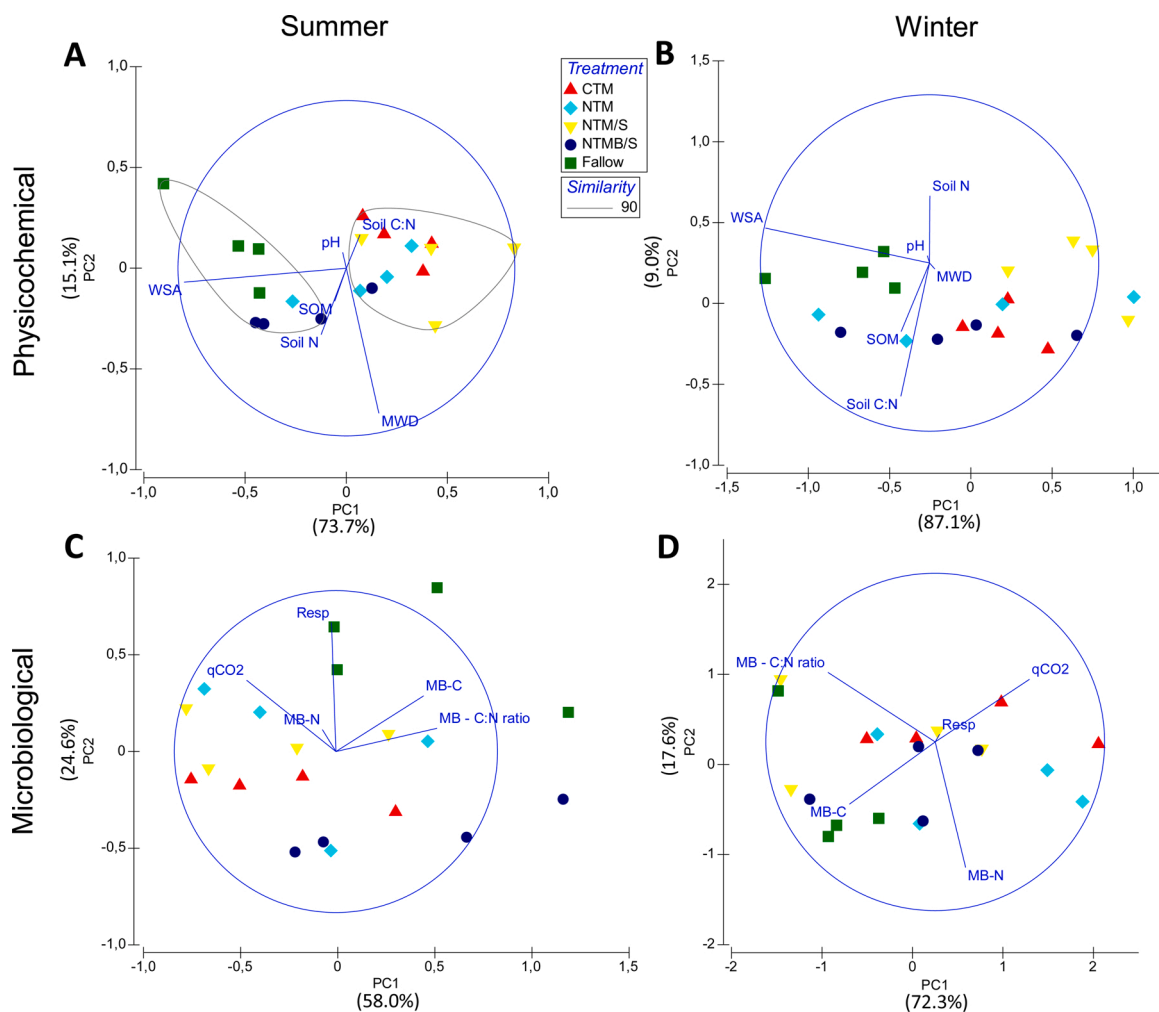 Summer
Winter
Physicochemical
Microbiological
A
1,0
0,5
0
-0,5
-1,0
(15.1%)
PC2
WSA
pH
Soil C:N
SOM
Soil N
MWD
-1,0
-0,5
0
0,5
1,0
PC1
(73.7%)
Treatment
CTM
NTM
NTM/S
NTMB/S
Fallow
Similarity
90
B
1,5
1,0
0,5
0
-0,5
-1,0
(9.0%)
PC2
Soil N
WSA
pH
MWD
SOM
Soil C:N
-1,5
-1,0
-0,5
0
0,5
1,0
PC1
(87.1%)
C
1,0
0,5
0
-0,5
-1,0
(24.6%)
PC2
Resp
qCO2
MB-C
MB-N
MB - C:N ratio
-1,0
-0,5
0
0,5
1,0
1,5
PC1
(58.0%)
D
2
1
0
-1
-2
(17.6%)
PC2
MB - C:N ratio
qCO2
Resp
MB-C
MB-N
-2
-1
0
1
2
PC1
(72.3%)